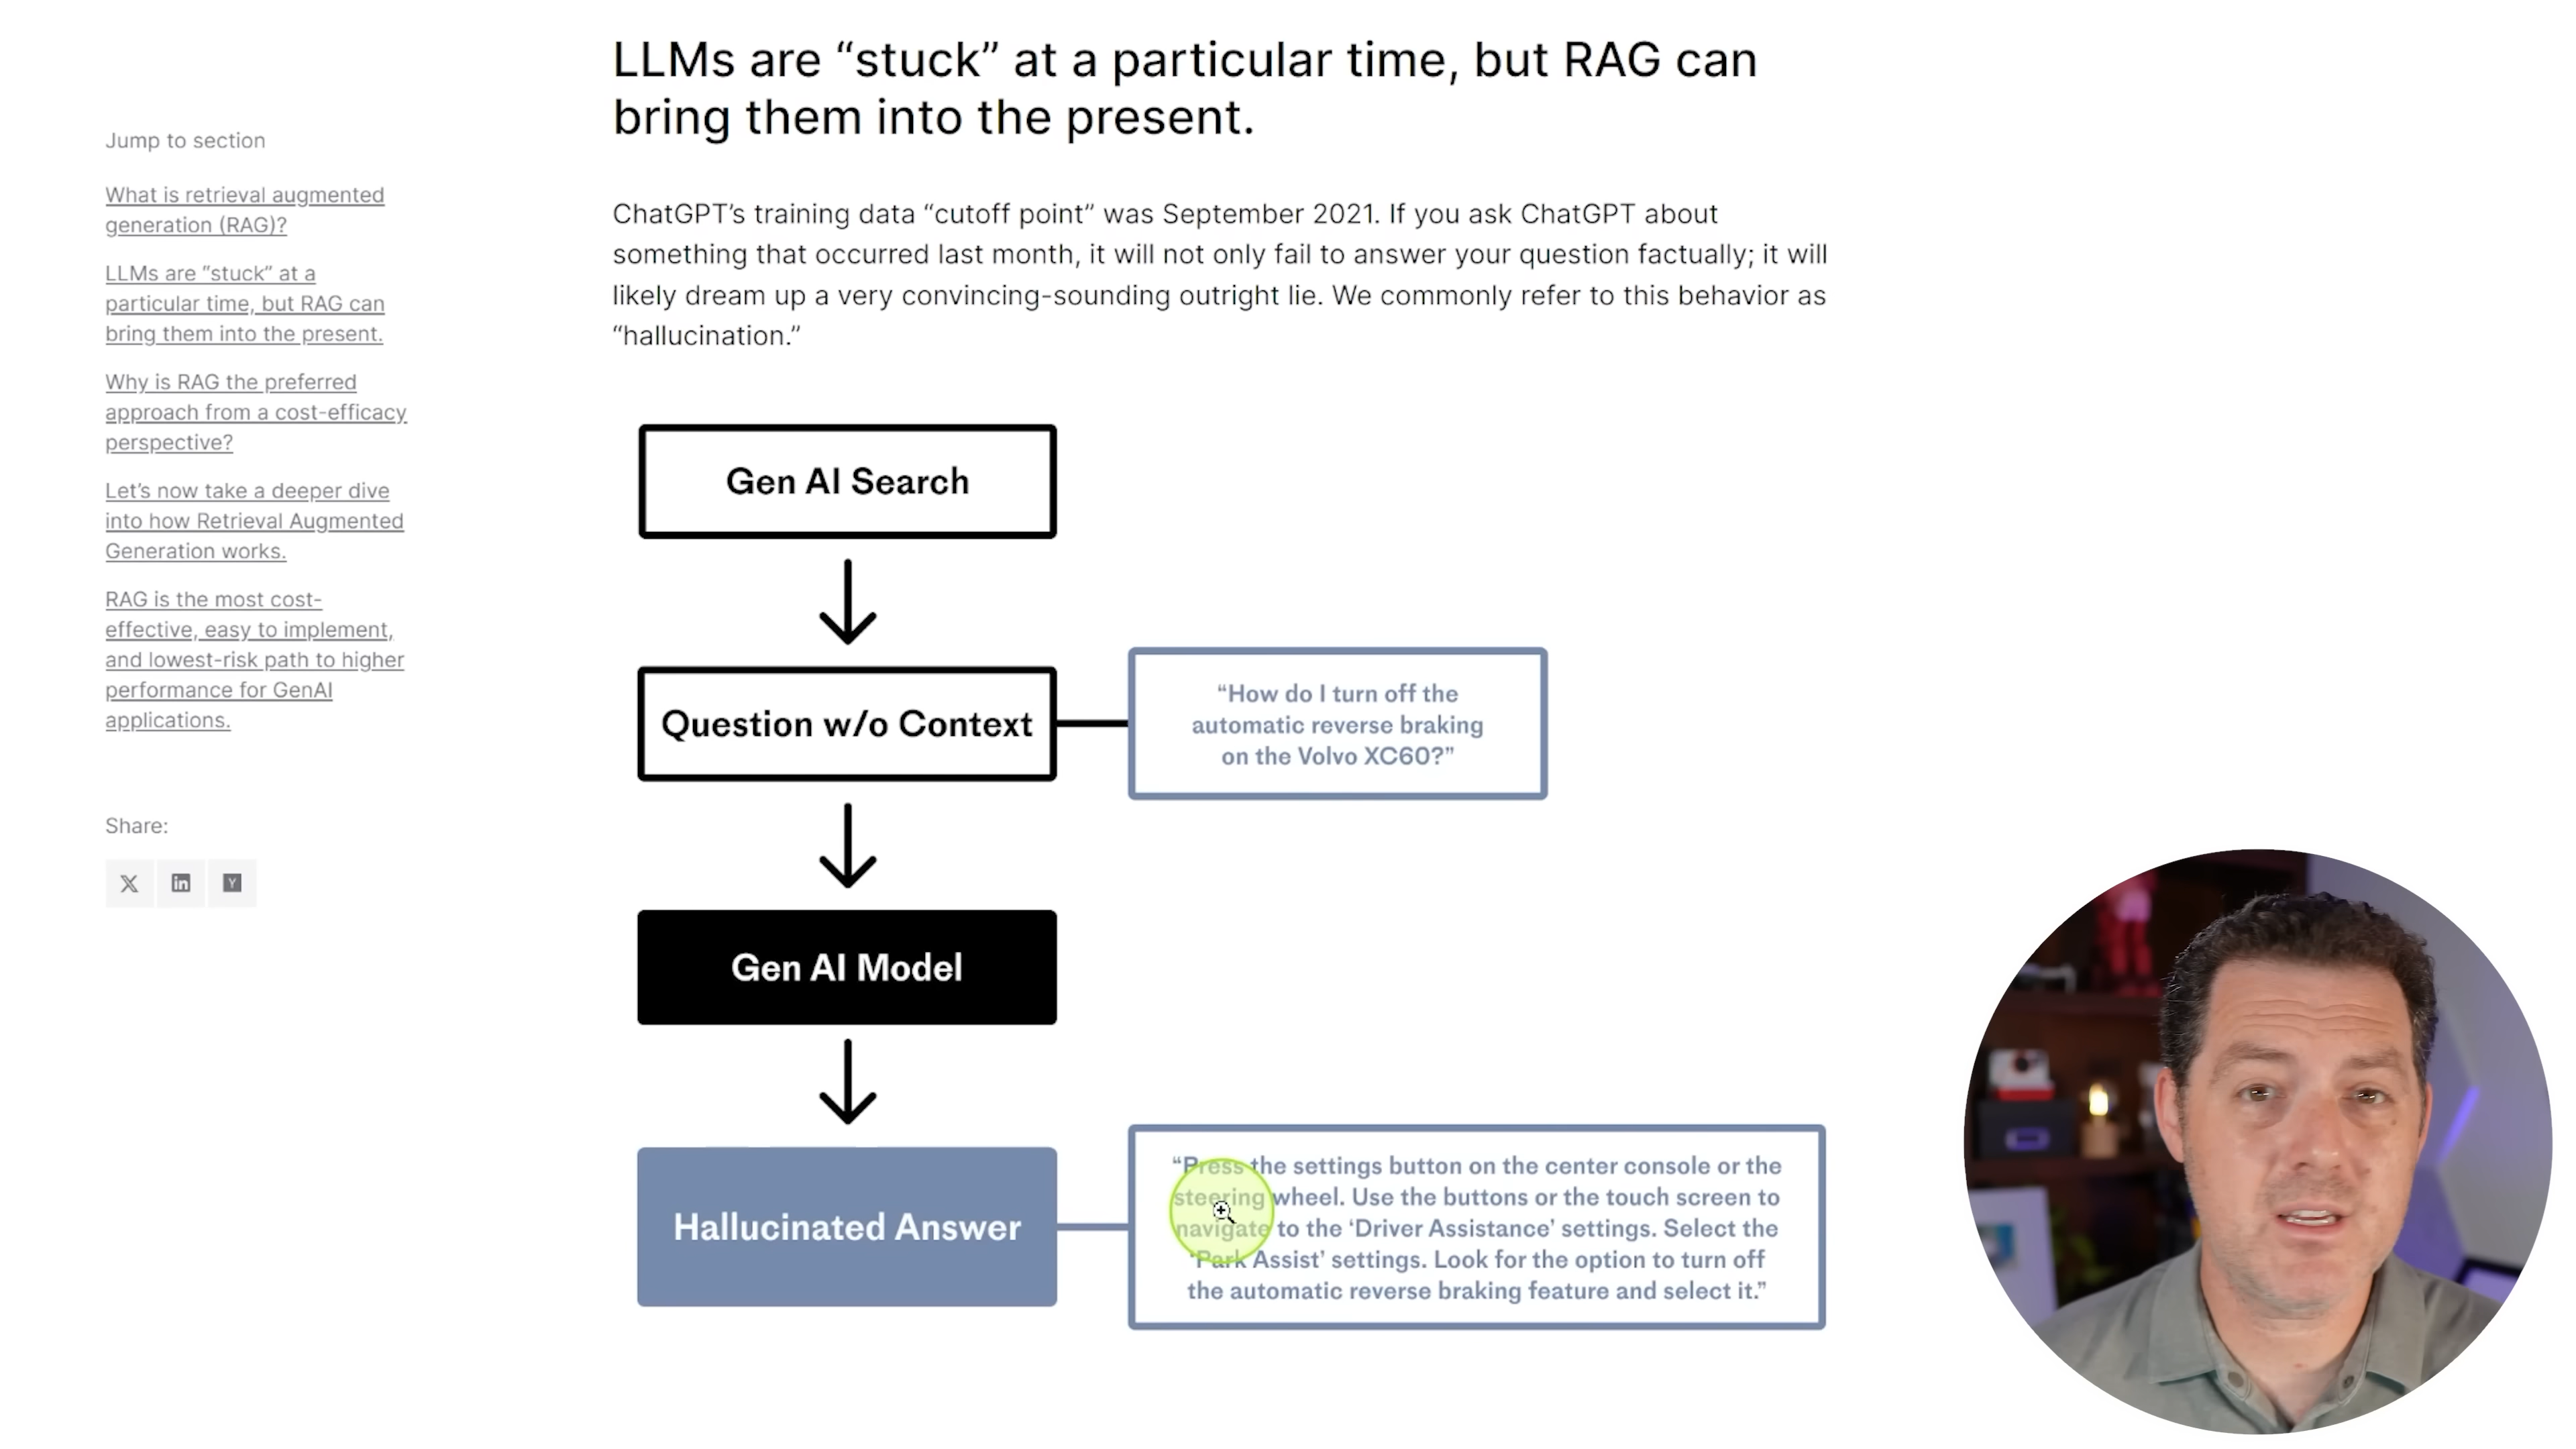 LLMs are “stuck” at a particular time, but RAG can
bring them into the present.
Jump to section
What is retrieval augmented
generation (RAG)?
LLMs are “stuck” at a
particular time, but RAG can
bring them into the present.
Why is RAG the preferred
approach from a cost-efficacy
perspective?
Let’s now take a deeper dive
into how Retrieval Augmented
Generation works.
RAG is the most cost-
effective, easy to implement,
and lowest-risk path to higher
performance for GenAI
applications.
Share:
X
in
Y
ChatGPT’s training data “cutoff point” was September 2021. If you ask ChatGPT about
something that occurred last month, it will not only fail to answer your question factually; it will
likely dream up a very convincing-sounding outright lie. We commonly refer to this behavior as
“hallucination.”
Gen AI Search
Question w/o Context
“How do I turn off the
automatic reverse braking
on the Volvo XC60?”
Gen AI Model
Hallucinated Answer
“Press the settings button on the center console or the
steering wheel. Use the buttons or the touch screen to
navigate to the ‘Driver Assistance’ settings. Select the
‘Park Assist’ settings. Look for the option to turn off
the automatic reverse braking feature and select it.”